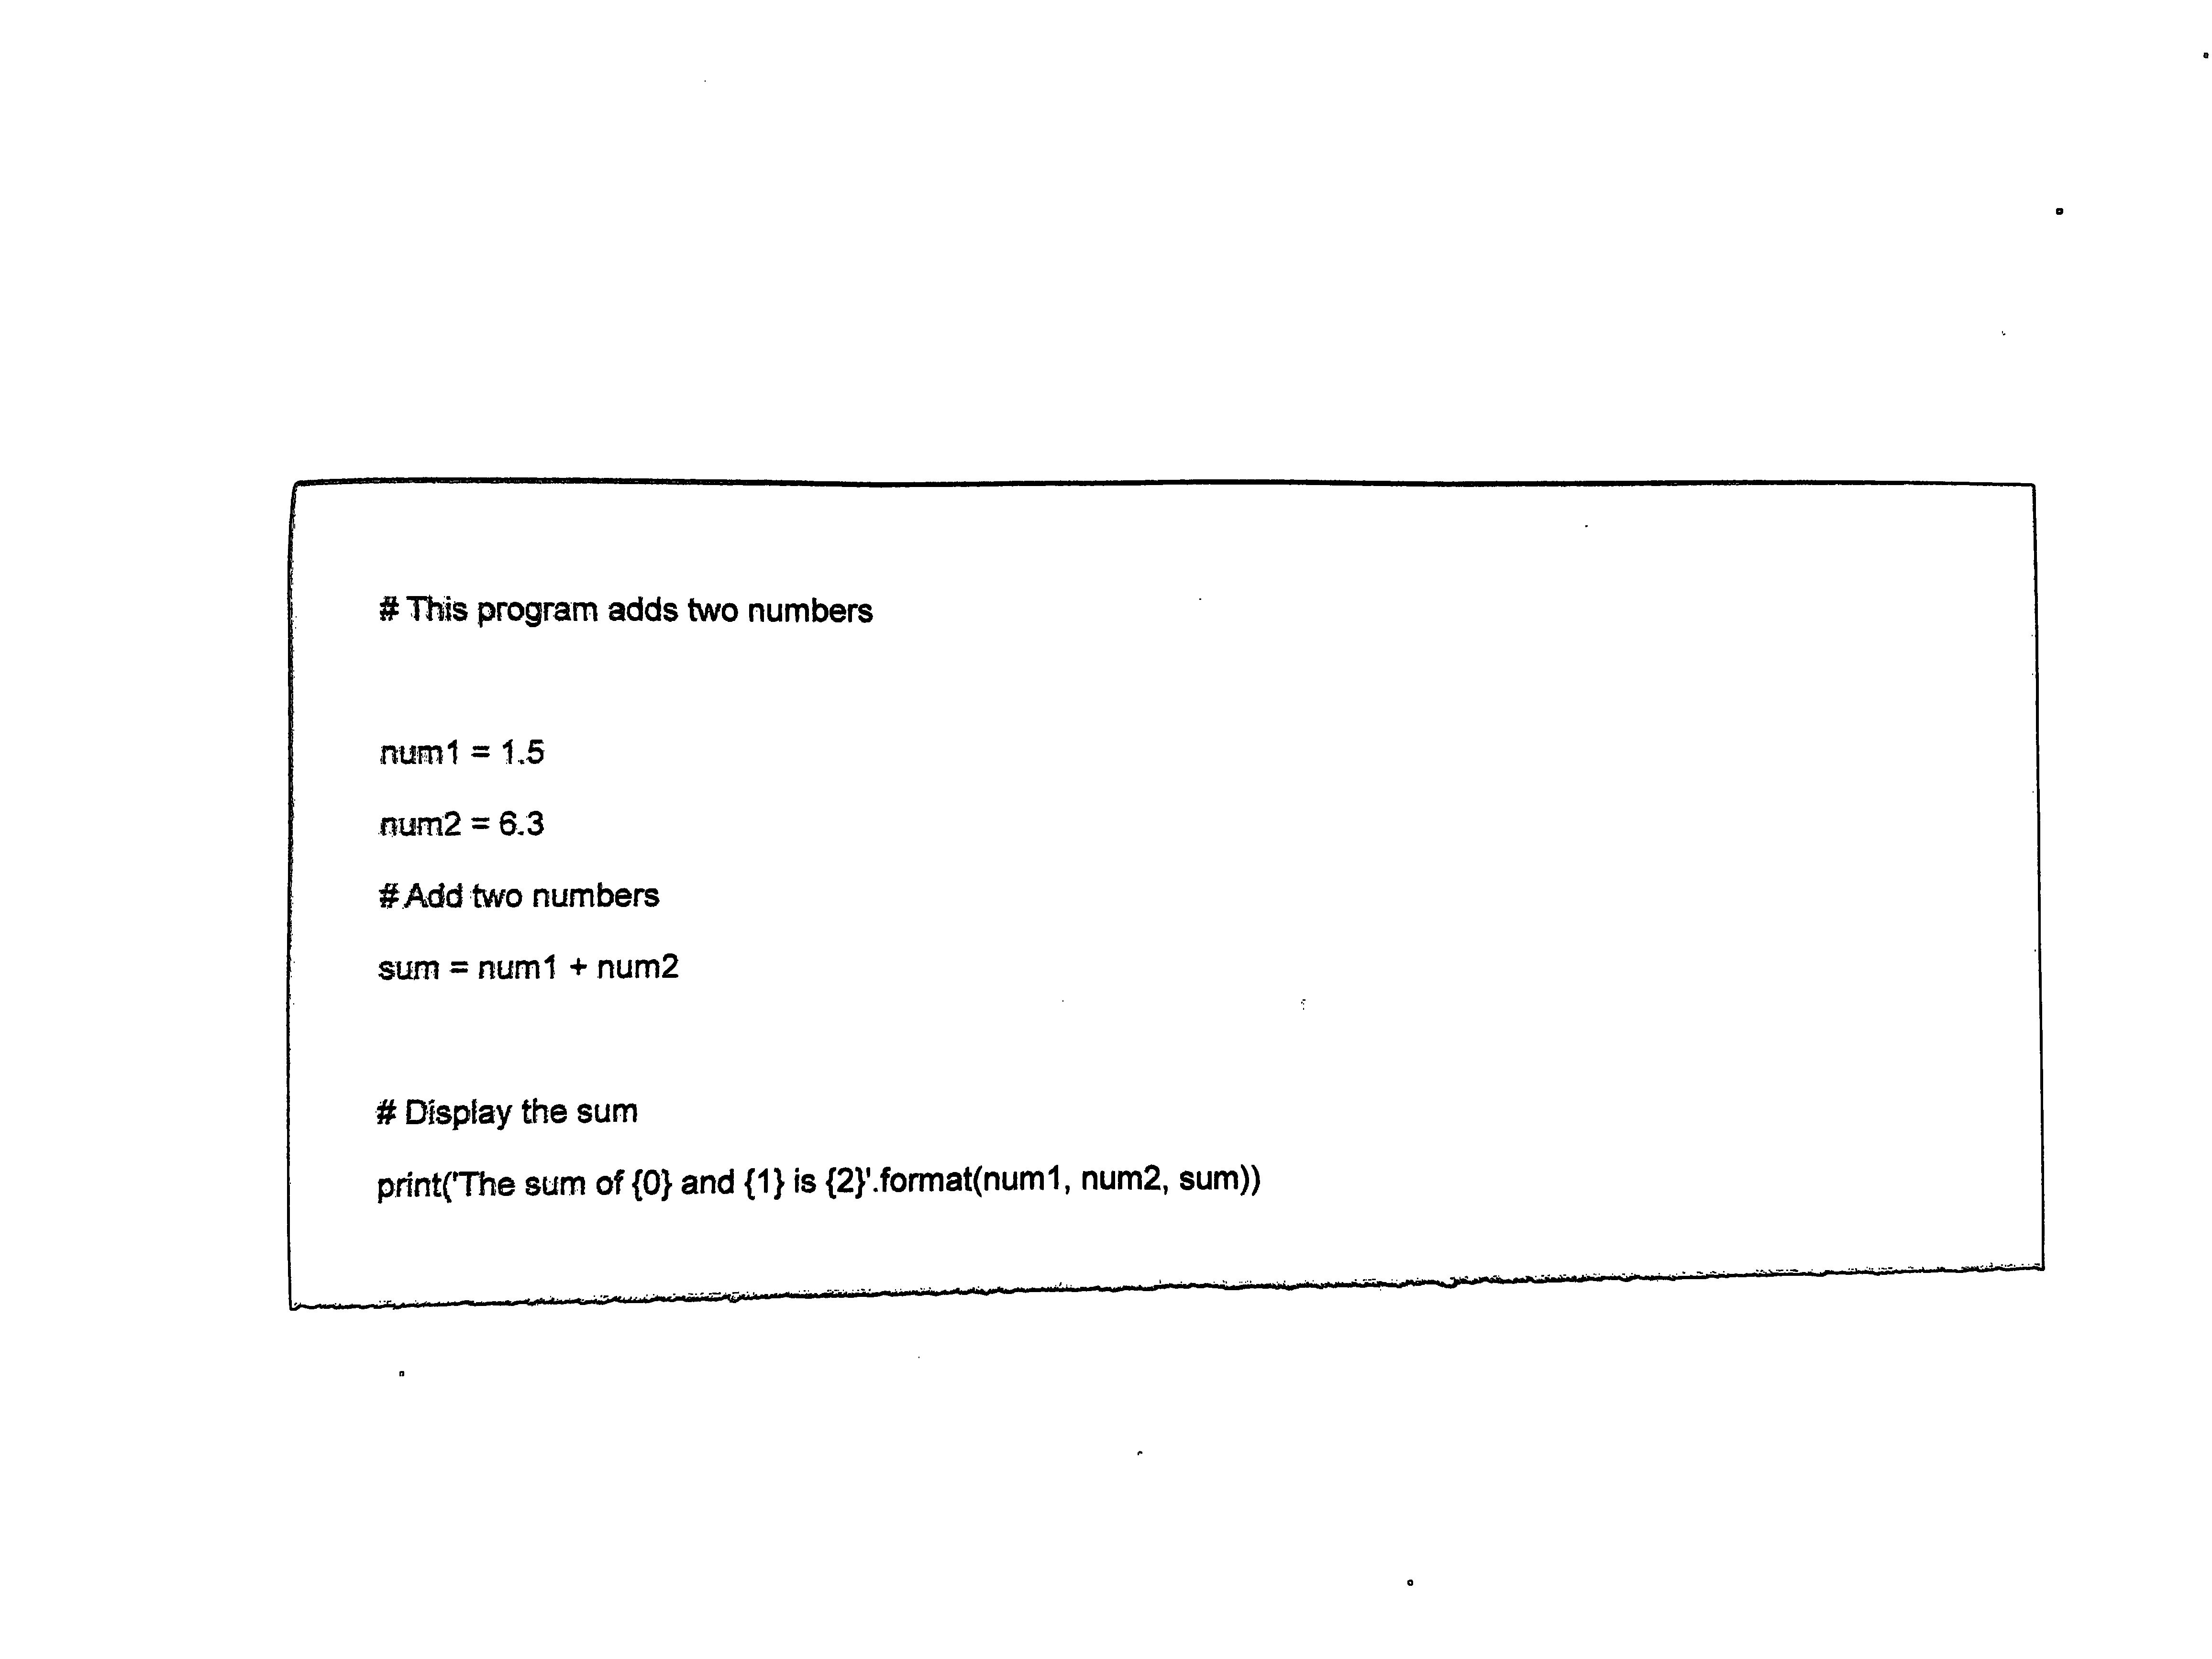 # This program adds two numbers
num1 = 1.5
num2 = 6.3
# Add two numbers
sum = num1 + num2
# Display the sum
print('The sum of {0} and {1} is {2}'.format(num1, num2, sum))